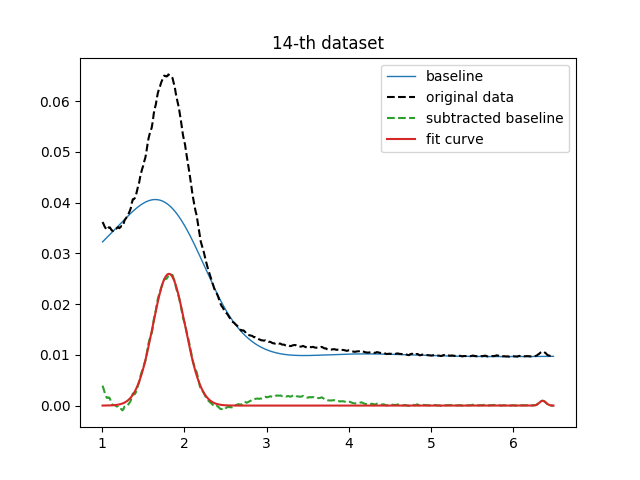 14-th dataset
baseline
original data
subtracted baseline
fit curve
0.06
0.05
0.04
0.03
0.02
0.01
0.00
1 2 3 4 5 6